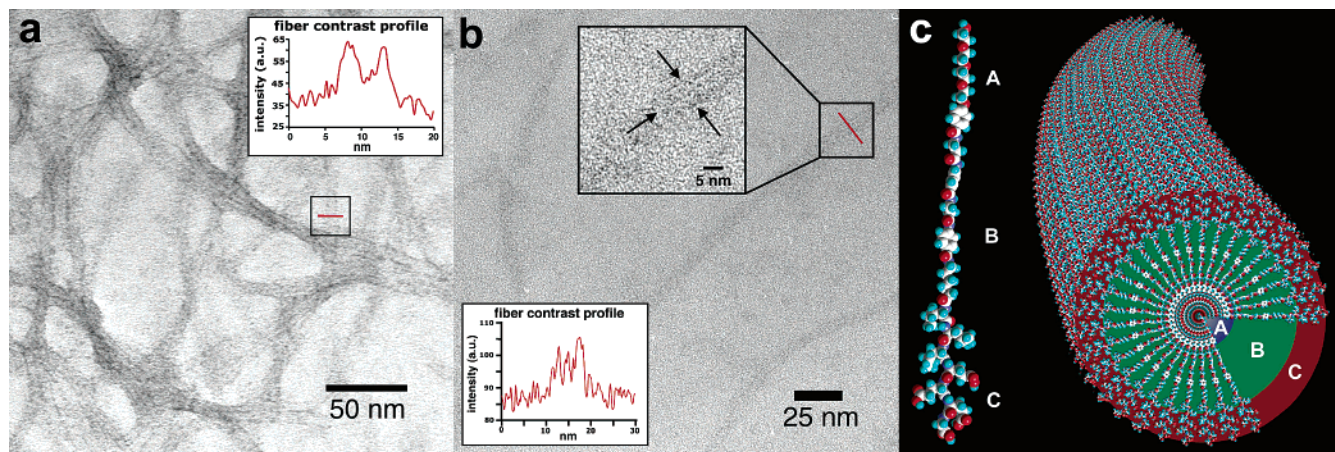 a
fiber contrast profile
intensity (a.u.)
65
45
35
25
0 5 10 15 20
nm
50 nm
b
5 nm
fiber contrast profile
intensity (a.u.)
110
100
90
80
0 10 20 30
nm
25 nm
c
A
B
C
A
B
C